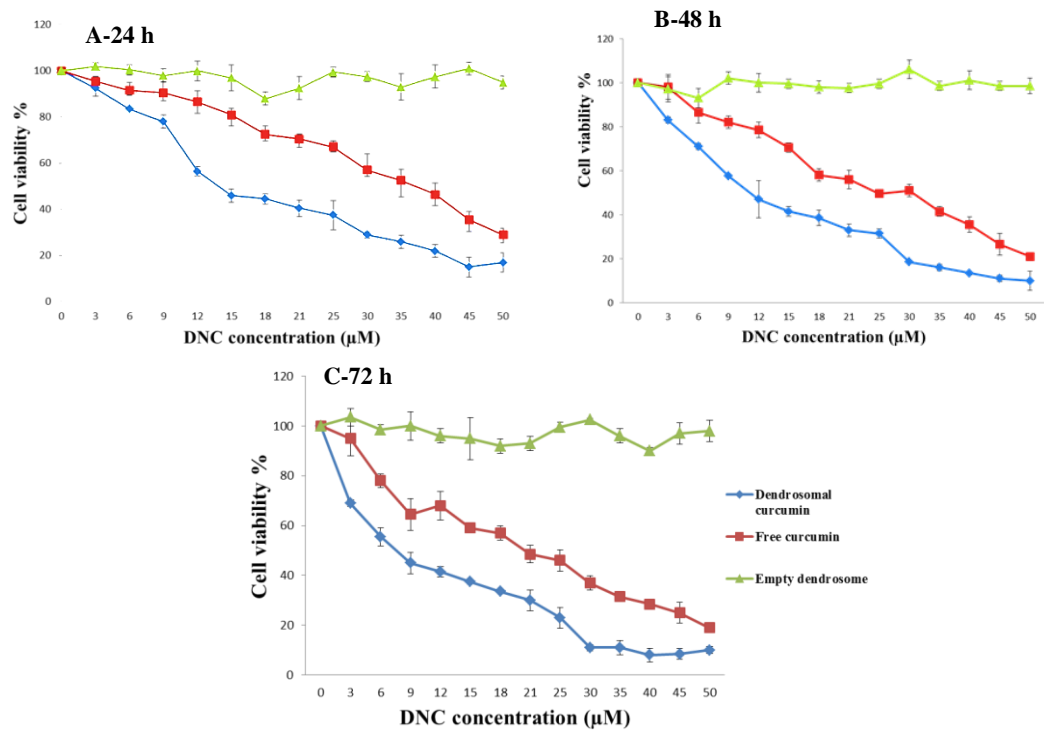 A-24 h
120
100
80
60
40
20
0
Cell viability %
0 3 6 9 12 15 18 21 25 30 35 40 45 50
DNC concentration (µM)
B-48 h
120
100
80
60
40
20
0
Cell viability %
0 3 6 9 12 15 18 21 25 30 35 40 45 50
DNC concentration (µM)
C-72 h
120
100
80
60
40
20
0
Cell viability %
0 3 6 9 12 15 18 21 25 30 35 40 45 50
DNC concentration (µM)
Dendrosomal
curcumin
Free curcumin
Empty dendrosome